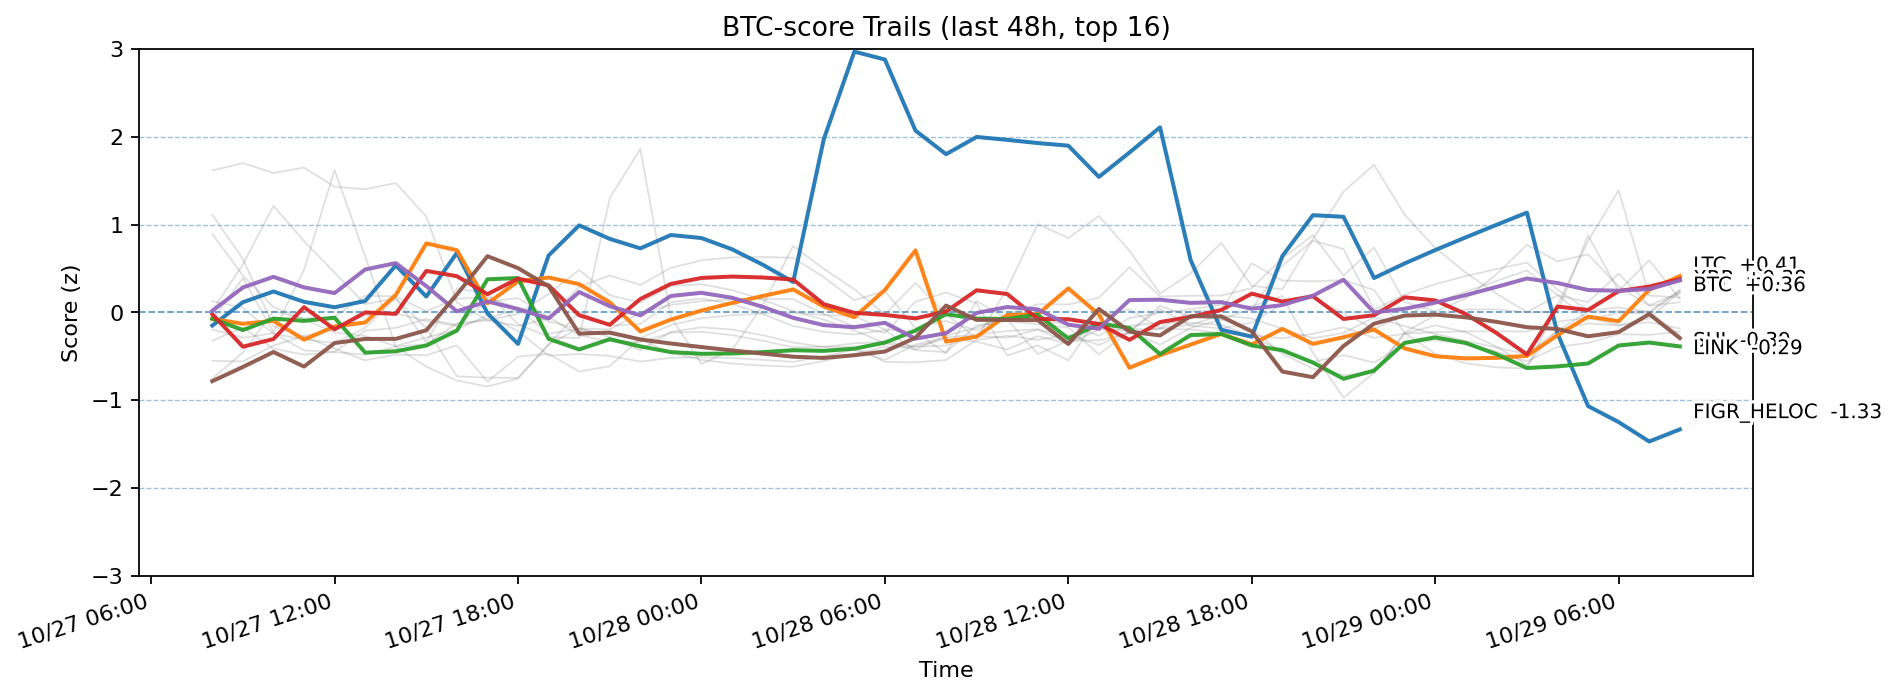 BTC-score Trails (last 48h, top 16)
Score (z)
3
2
1
0
−1
−2
−3
LTC +0.41
BTC +0.36
LINK
FIGR_HELOC -1.33
10/27 06:00
10/27 12:00
10/27 18:00
10/28 00:00
10/28 06:00
10/28 12:00
10/28 18:00
10/29 00:00
10/29 06:00
Time